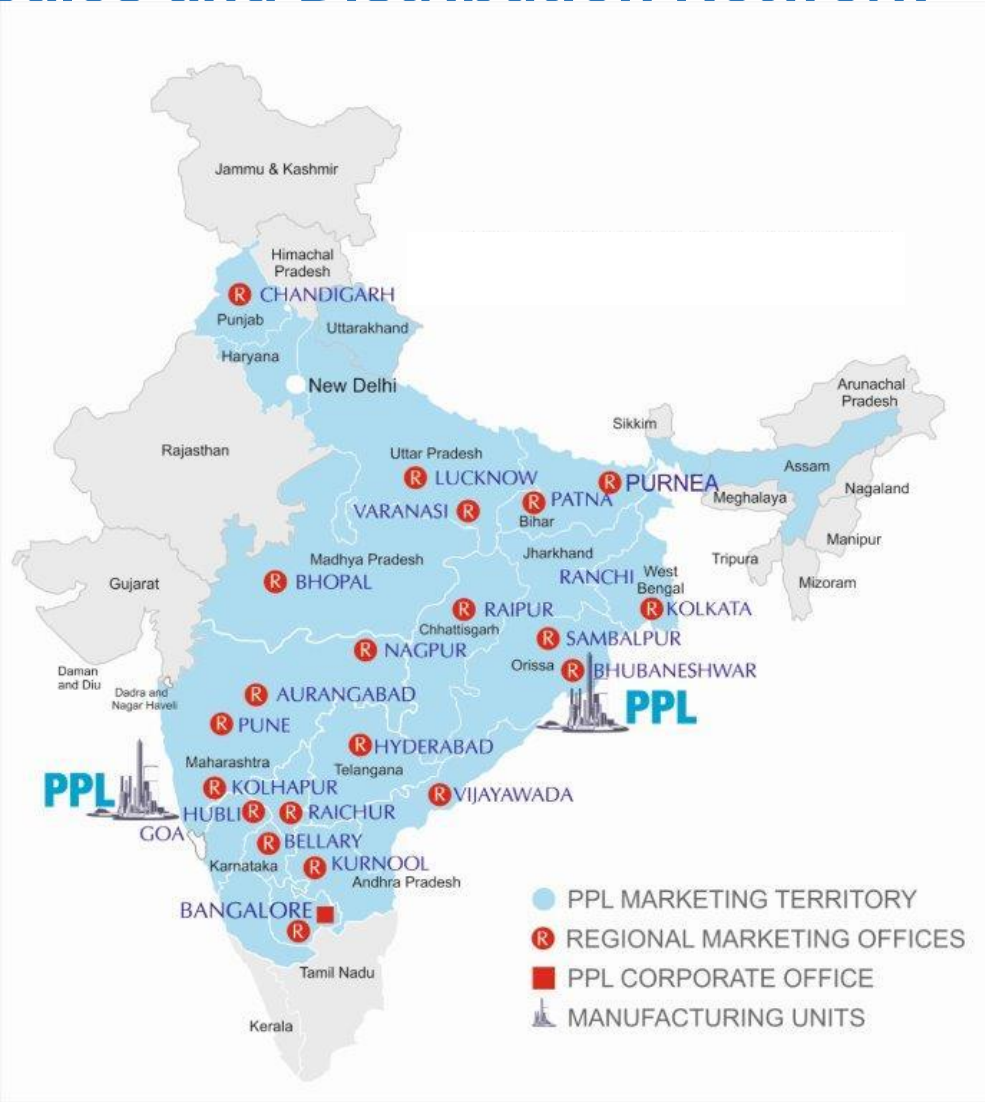 Jammu & Kashmir
Himachal
Pradesh
R CHANDIGARH
Punjab
Uttarakhand
Haryana
New Delhi
Arunachal
Pradesh
Sikkim
Rajasthan
Uttar Pradesh
Assam
R LUCKNOW
R PURNEA
Nagaland
VARANASI R
R PATNA
Meghalaya
Bihar
Manipur
Madhya Pradesh
Jharkhand
Tripura
R BHOPAL
RANCHI
West
Bengal
Gujarat
Mizoram
R RAIPUR
R KOLKATA
Chhattisgarh
R SAMBALPUR
R NAGPUR
Orissa
R BHUBANESHWAR
Daman
and Diu
Dadra and
Nagar Haveli
R AURANGABAD
PPL
R PUNE
R HYDERABAD
Maharashtra
Telangana
PPL
R KOLHAPUR
R VIJAYAWADA
HUBLI R
R RAICHUR
GOA
R BELLARY
Karnataka
R KURNOOL
Andhra Pradesh
BANGALORE
R
Tamil Nadu
Kerala
PPL MARKETING TERRITORY
R REGIONAL MARKETING OFFICES
PPL CORPORATE OFFICE
MANUFACTURING UNITS